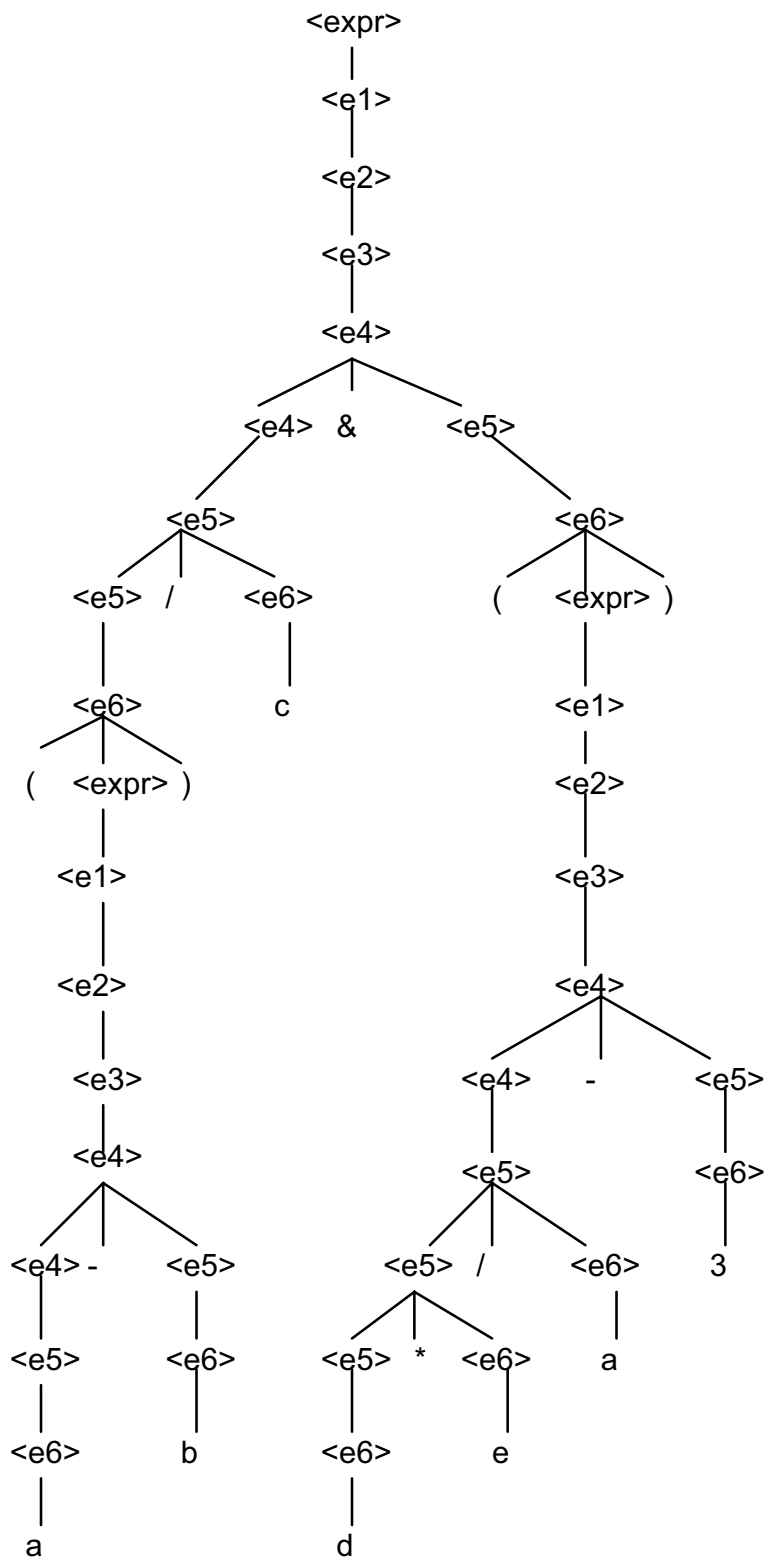 <expr>
<e1>
<e2>
<e3>
<e4>
<e4> & <e5>
<e5> <e6>
<e5> / <e6> ( <expr> )
<e6> c <e1>
( <expr> ) <e2>
<e1> <e3>
<e2> <e4>
<e3> <e4> - <e5>
<e4> <e5> <e6>
<e4> - <e5> <e5> / <e6> 3
<e5> <e6> <e5> * <e6> a
<e6> b <e6> e
a d